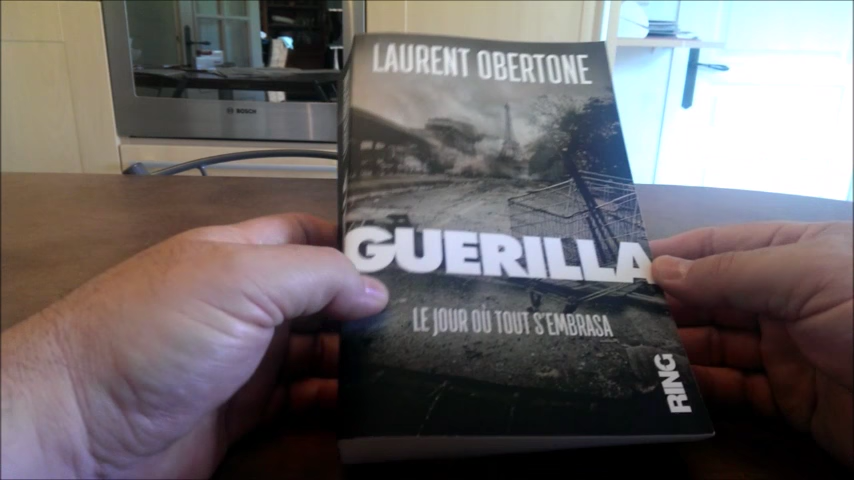 LAURENT OBERTONE
GUERILLA
LE JOUR OÙ TOUT S'EMBRASA
RING
BOSCH